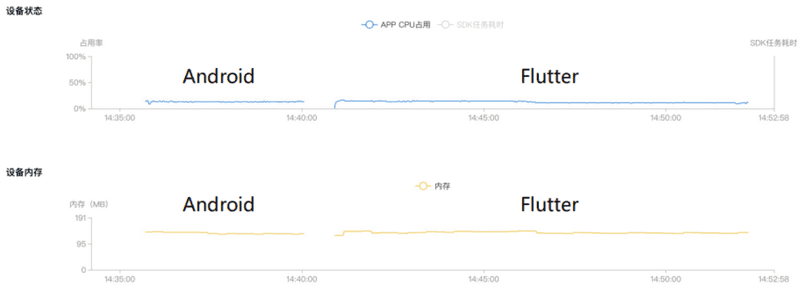 设备状态
APP CPU占用 SDK任务耗时
占用率 SDK任务耗时
100%
Android Flutter
50%
0%
14:35:00 14:40:00 14:45:00 14:50:00 14:52:58
设备内存
内存
Android Flutter
内存（MB）
191
95
0
14:35:00 14:40:00 14:45:00 14:50:00 14:52:58